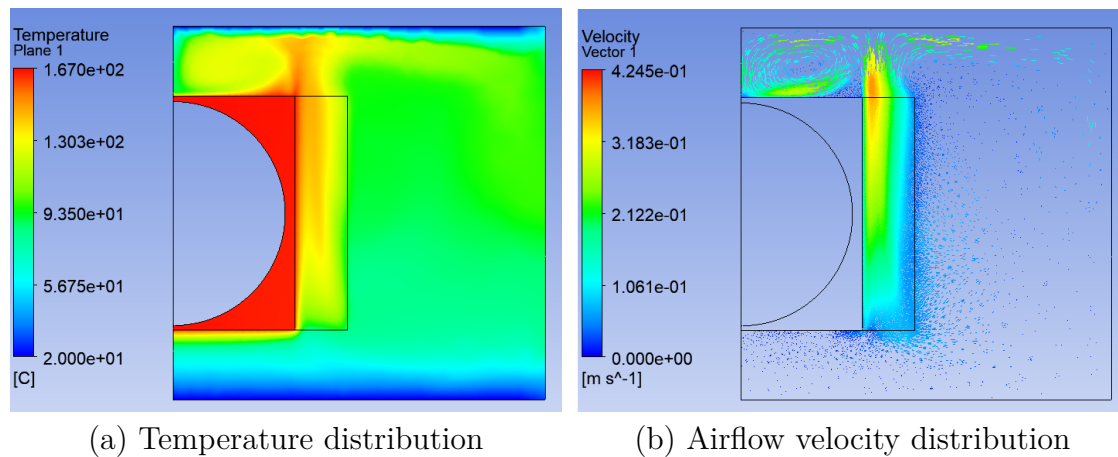 Temperature
Plane 1
1.670e+02
1.303e+02
9.350e+01
5.675e+01
2.000e+01
[C]
Velocity
Vector 1
4.245e-01
3.183e-01
2.122e-01
1.061e-01
0.000e+00
[m s^-1]
(a) Temperature distribution
(b) Airflow velocity distribution